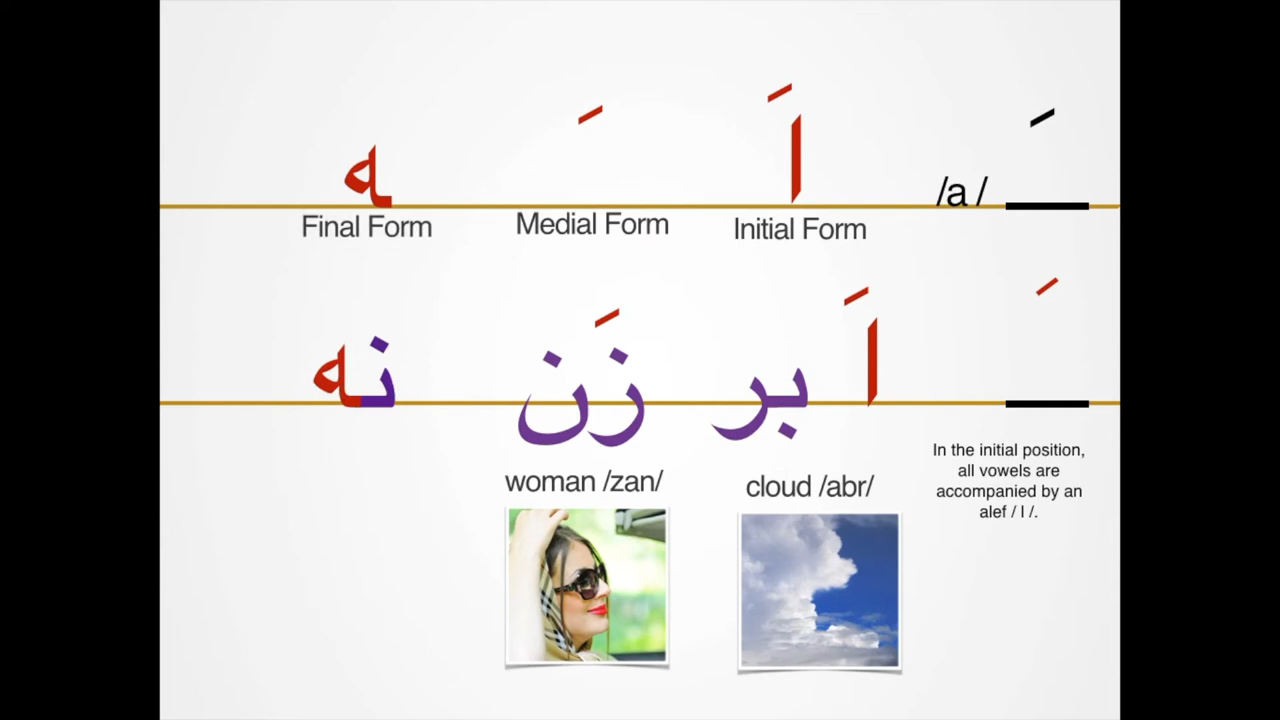 اَ  ـَ  ـه  /a /  ـَ
Initial Form
Medial Form
Final Form
اَبر
زَن
نه
ـَ
cloud /abr/
woman /zan/
In the initial position,
all vowels are
accompanied by an
alef / ا /.